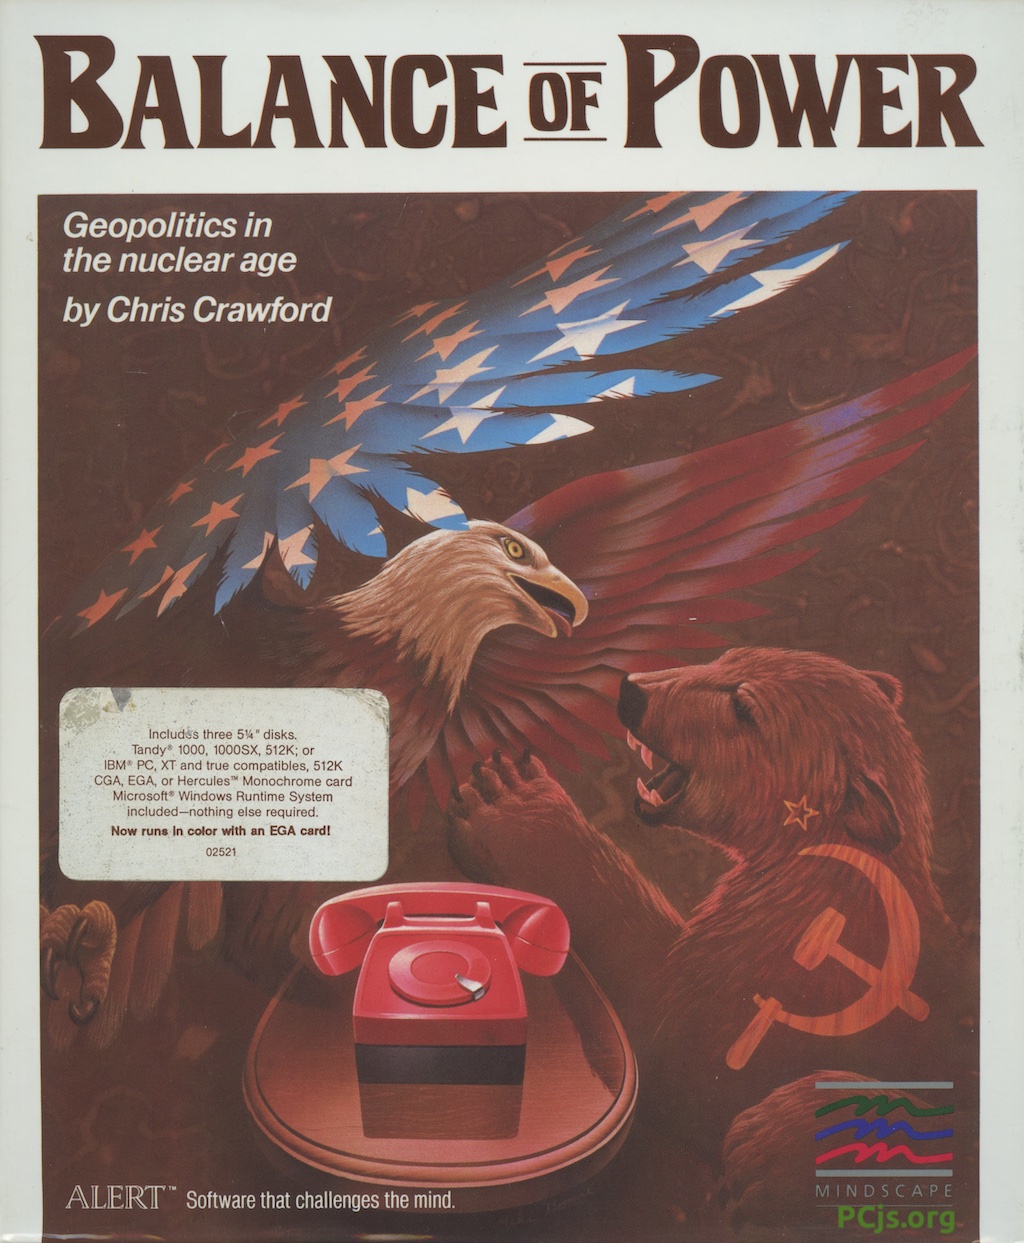 BALANCE OF POWER
Geopolitics in
the nuclear age
by Chris Crawford
Includes three 5¼" disks.
Tandy® 1000, 1000SX, 512K; or
IBM® PC, XT and true compatibles, 512K
CGA, EGA, or Hercules™ Monochrome card
Microsoft® Windows Runtime System
included—nothing else required.
Now runs in color with an EGA card!
02521
ALERT™ Software that challenges the mind.
MINDSCAPE
PCjs.org